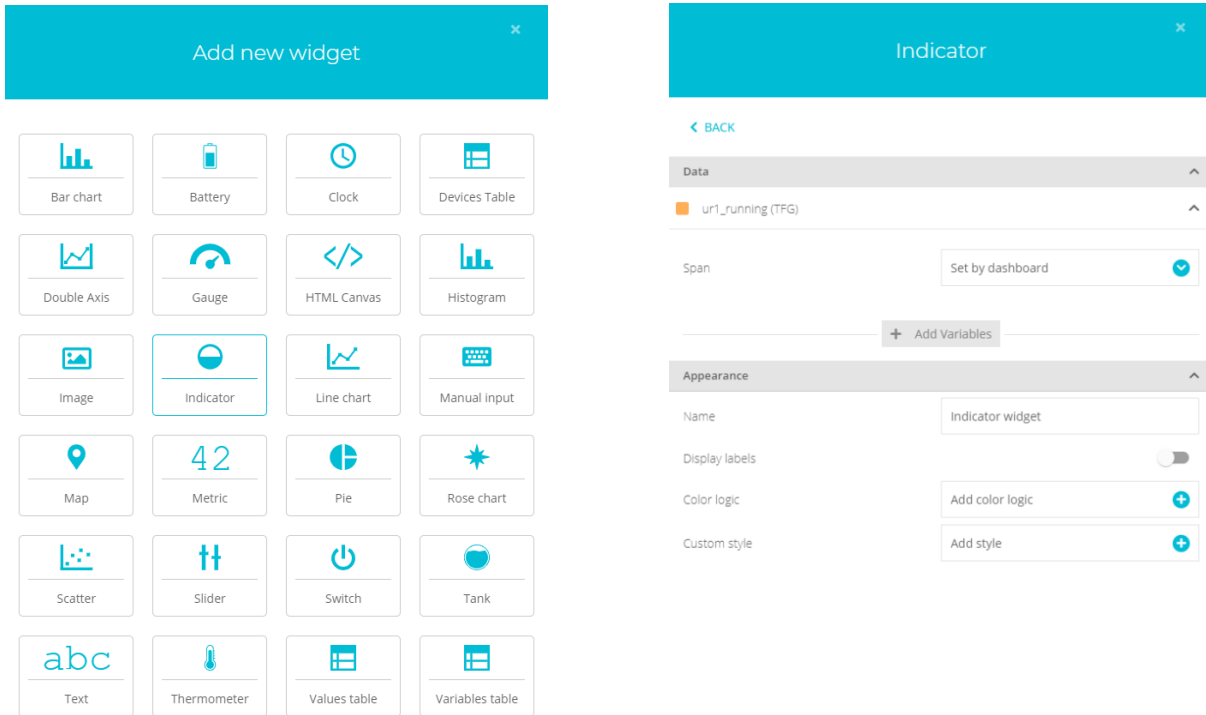 Add new widget
×
Bar chart
Battery
Clock
Devices Table
Double Axis
Gauge
</>
HTML Canvas
Histogram
Image
Indicator
Line chart
Manual input
Map
42
Metric
Pie
Rose chart
Scatter
Slider
Switch
Tank
abc
Text
Thermometer
Values table
Variables table
Indicator
×
BACK
Data
ur1_running (TFG)
Span
Set by dashboard
+ Add Variables
Appearance
Name
Indicator widget
Display labels
Color logic
Add color logic
Custom style
Add style